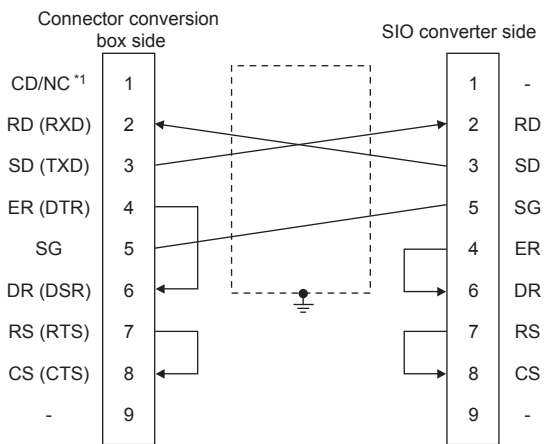 Connector conversion
box side
SIO converter side
CD/NC *1 1 1 -
RD (RXD) 2 2 RD
SD (TXD) 3 3 SD
ER (DTR) 4 5 SG
SG 5 4 ER
DR (DSR) 6 6 DR
RS (RTS) 7 7 RS
CS (CTS) 8 8 CS
- 9 9 -